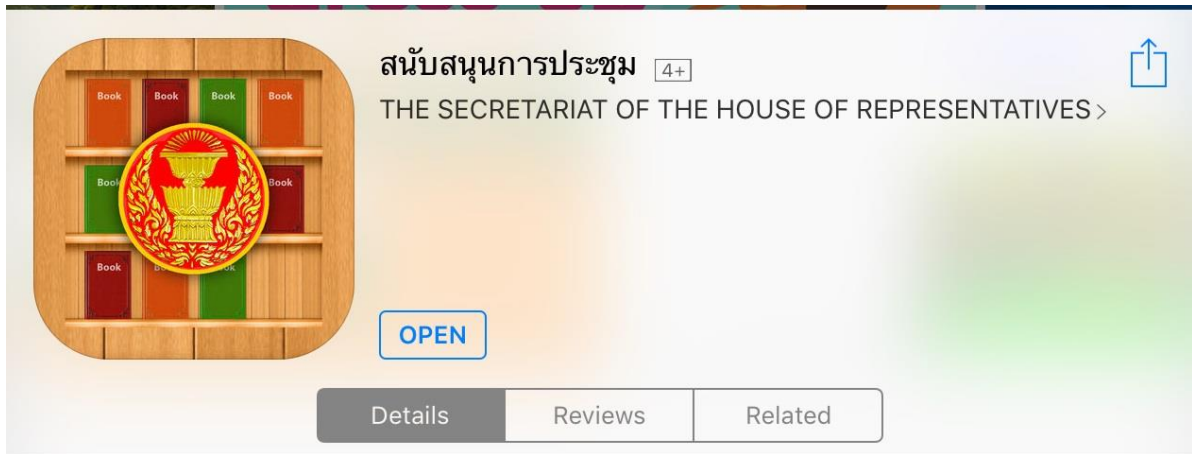 สนับสนุนการประชุม 4+
THE SECRETARIAT OF THE HOUSE OF REPRESENTATIVES >
Book Book Book Book
Book Book
Book
OPEN
Details Reviews Related